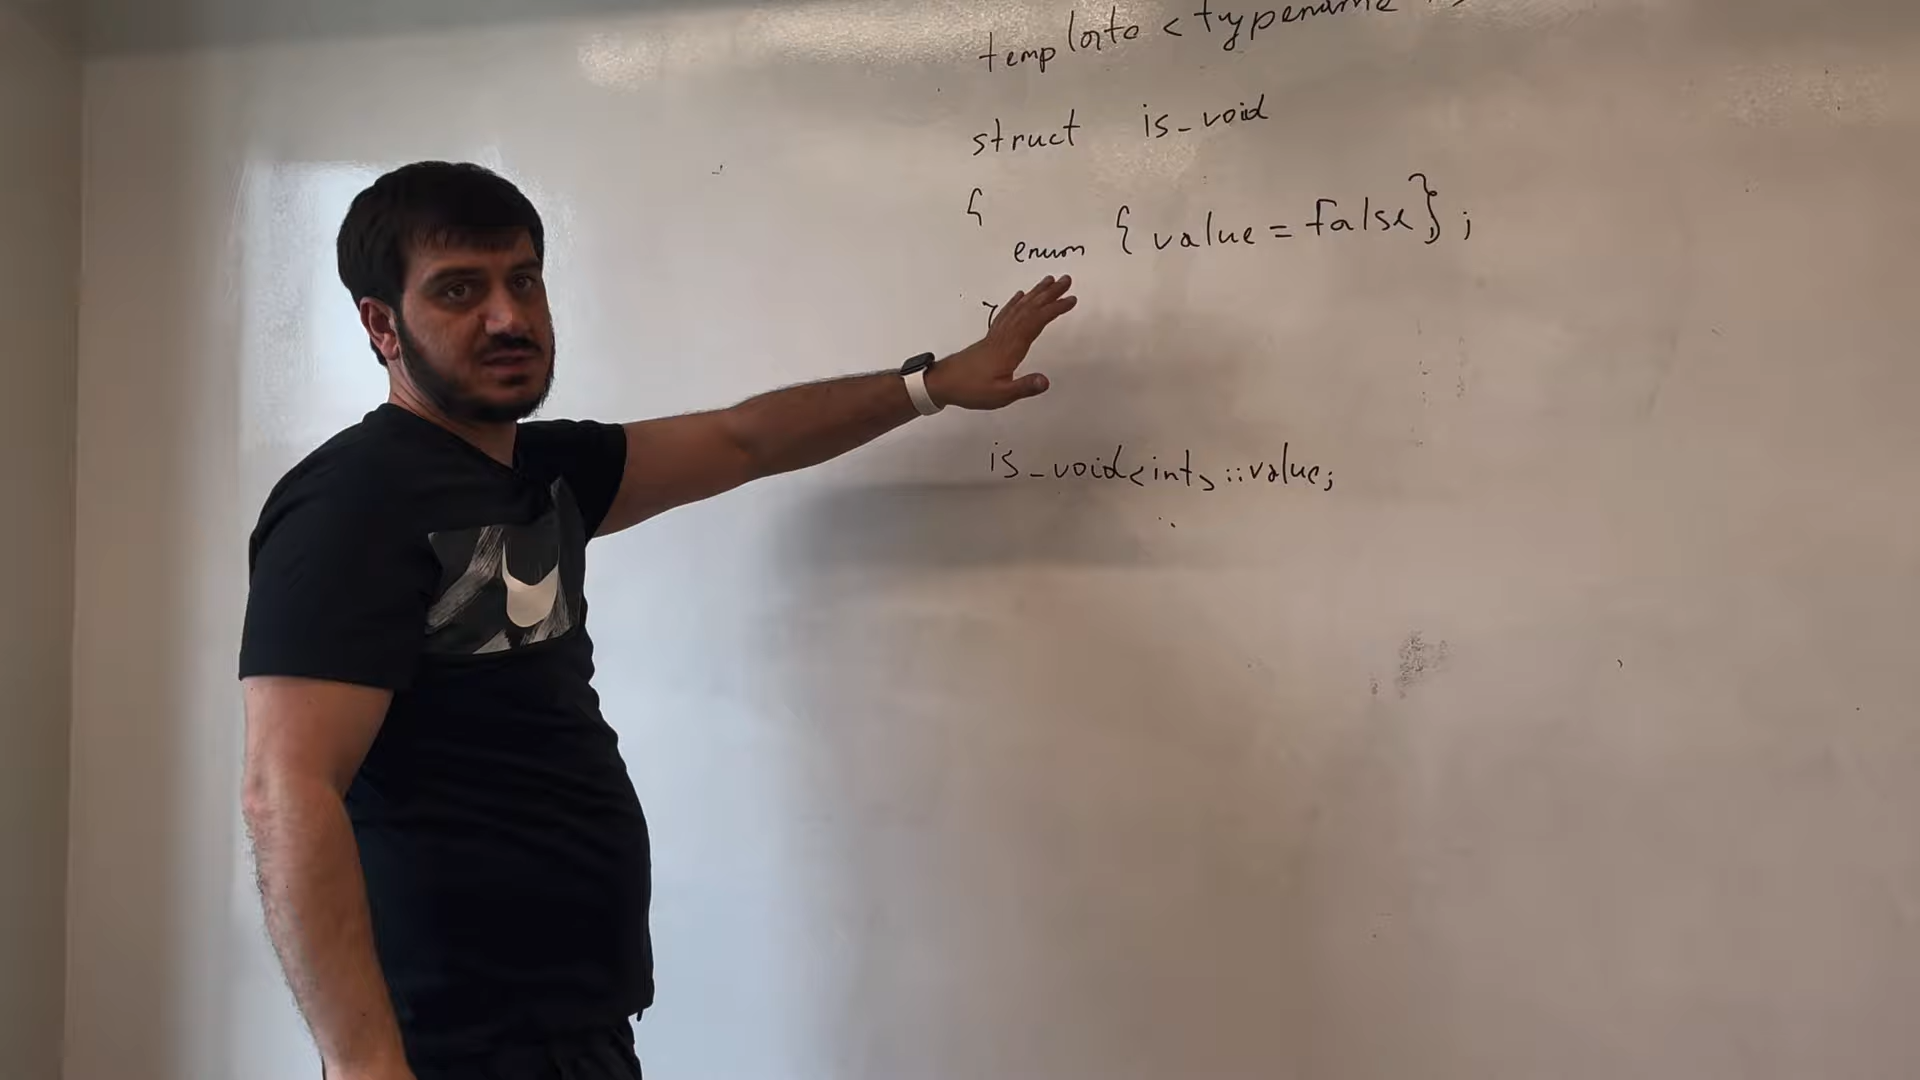 template <typename
struct is_void
{
enum { value = false};
}
is_void<int>::value;